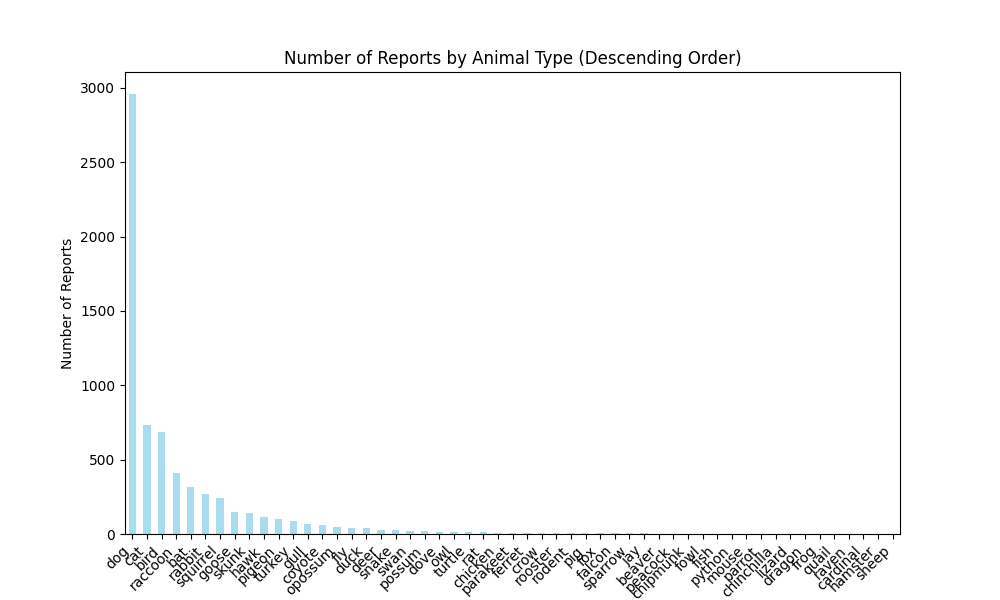 Number of Reports by Animal Type (Descending Order)
Number of Reports
3000
2500
2000
1500
1000
500
0
dog
cat
bird
raccoon
bat
rabbit
squirrel
goose
skunk
hawk
pigeon
turkey
gull
coyote
opossum
fly
duck
deer
snake
swan
possum
dove
owl
turtle
rat
chicken
parakeet
ferret
crow
rooster
rodent
pig
fox
falcon
sparrow
jay
beaver
peacock
chipmunk
fowl
fish
python
mouse
parrot
chinchilla
lizard
dragon
frog
quail
raven
cardinal
hamster
sheep